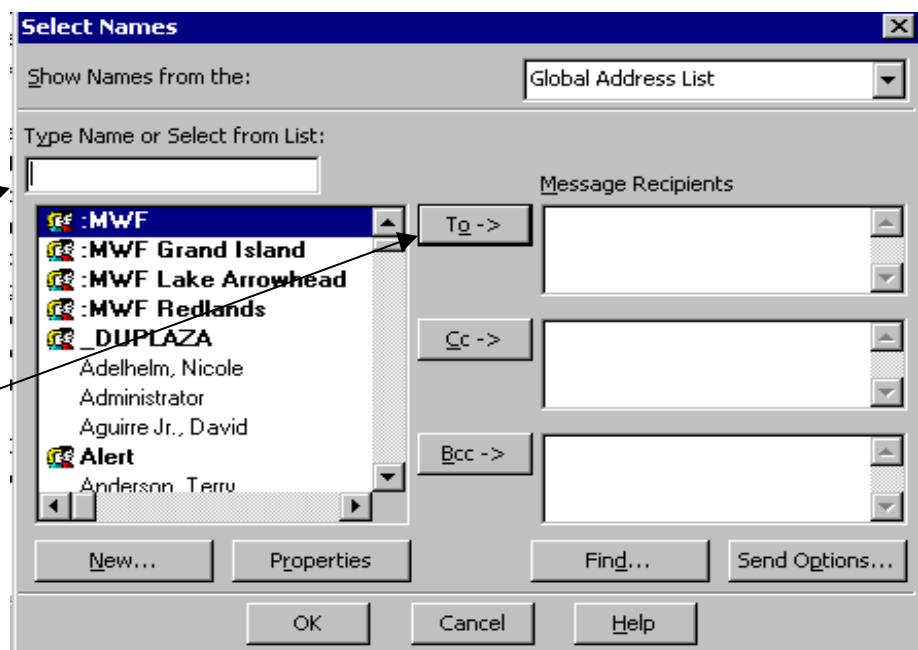 Select Names
Show Names from the:
Global Address List
Type Name or Select from List:
Message Recipients
:MWF
:MWF Grand Island
:MWF Lake Arrowhead
:MWF Redlands
_DUPLAZA
Adelhelm, Nicole
Administrator
Aguirre Jr., David
Alert
Anderson, Terry
To ->
Cc ->
Bcc ->
New...
Properties
Find...
Send Options...
OK
Cancel
Help